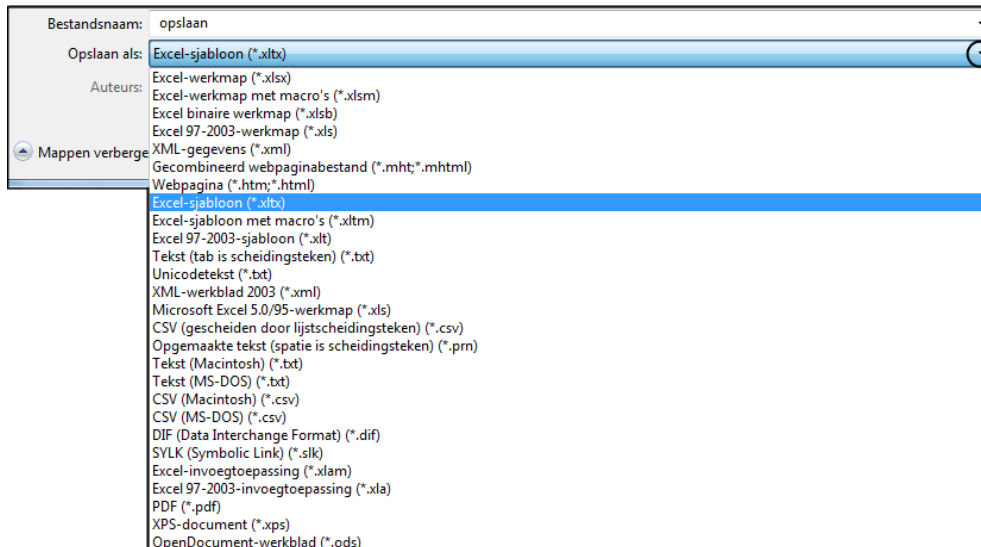 Bestandsnaam: opslaan
Opslaan als: Excel-sjabloon (*.xltx)
Auteurs:
Mappen verberge
Excel-werkmap (*.xlsx)
Excel-werkmap met macro's (*.xlsm)
Excel binaire werkmap (*.xlsb)
Excel 97-2003-werkmap (*.xls)
XML-gegevens (*.xml)
Gecombineerd webpaginabestand (*.mht;*.mhtml)
Webpagina (*.htm;*.html)
Excel-sjabloon (*.xltx)
Excel-sjabloon met macro's (*.xltm)
Excel 97-2003-sjabloon (*.xlt)
Tekst (tab is scheidingsteken) (*.txt)
Unicodetekst (*.txt)
XML-werkblad 2003 (*.xml)
Microsoft Excel 5.0/95-werkmap (*.xls)
CSV (gescheiden door lijstscheidingsteken) (*.csv)
Opgemaakte tekst (spatie is scheidingsteken) (*.prn)
Tekst (Macintosh) (*.txt)
Tekst (MS-DOS) (*.txt)
CSV (Macintosh) (*.csv)
CSV (MS-DOS) (*.csv)
DIF (Data Interchange Format) (*.dif)
SYLK (Symbolic Link) (*.slk)
Excel-invoegtoepassing (*.xlam)
Excel 97-2003-invoegtoepassing (*.xla)
PDF (*.pdf)
XPS-document (*.xps)
OpenDocument-werkblad (*.ods)